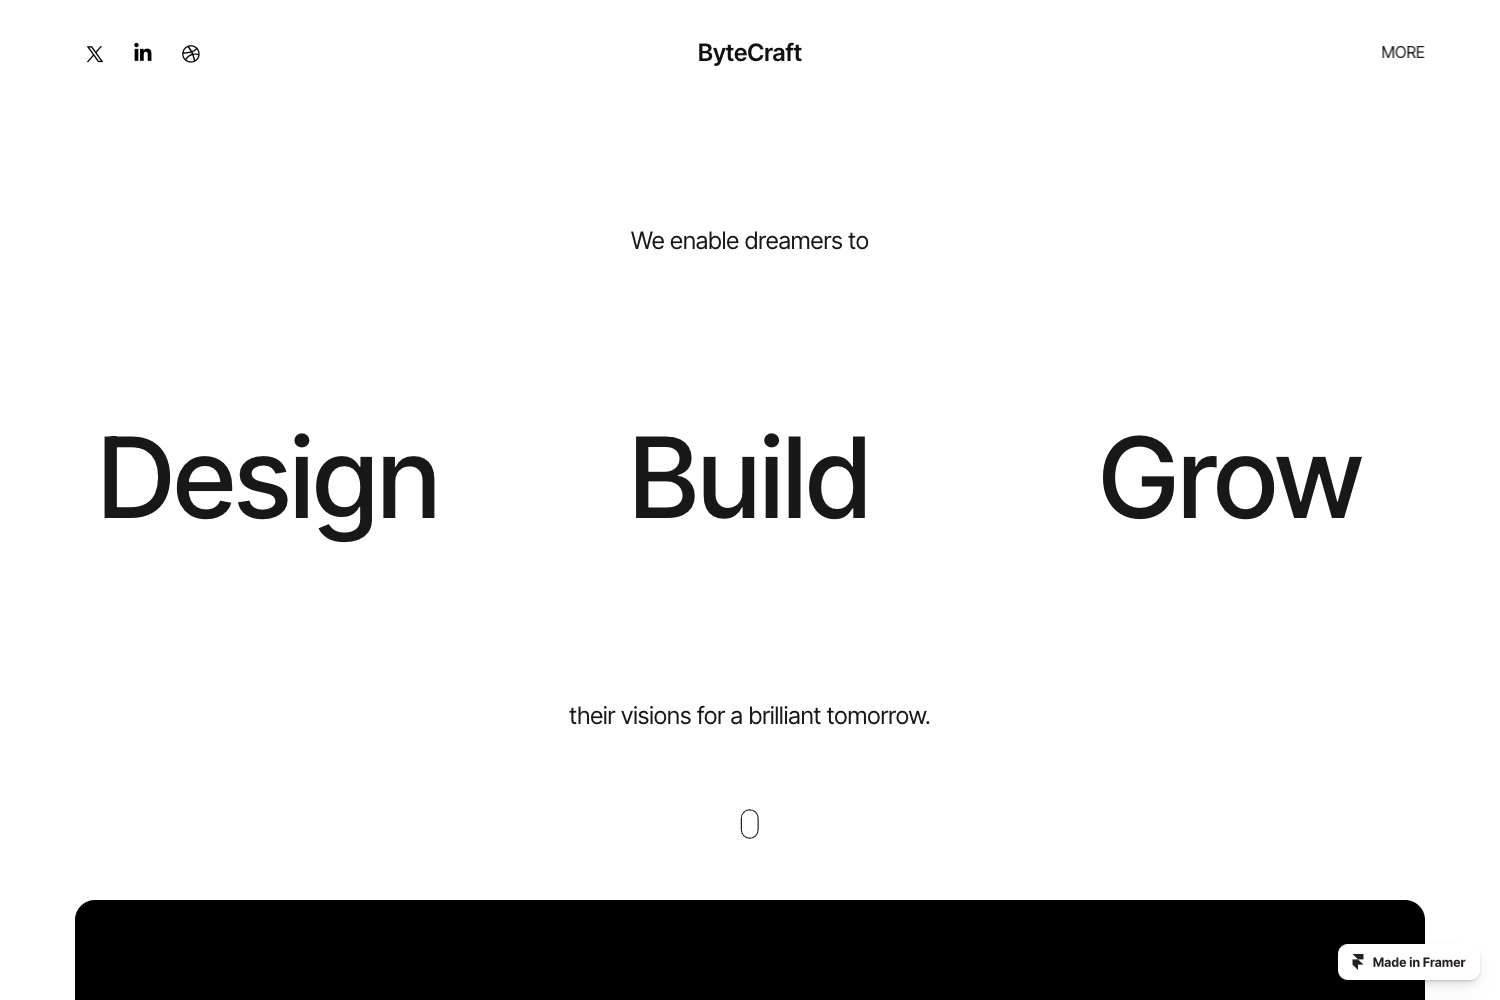 ByteCraft
MORE
We enable dreamers to
Design Build Grow
their visions for a brilliant tomorrow.
Made in Framer